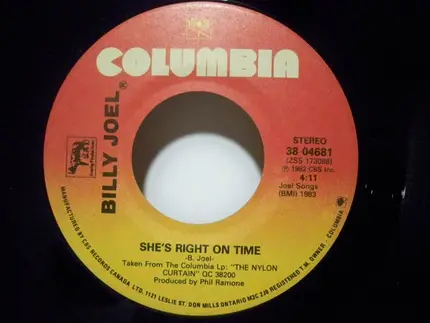 COLUMBIA
BILLY JOEL®
STEREO
38-04681
(ZSS 173088)
℗ 1982 CBS Inc.
4:11
Joel Songs
(BMI) 1983
SHE'S RIGHT ON TIME
-B. Joel-
Taken From The Columbia Lp: "THE NYLON
CURTAIN" QC 38200
Produced by Phil Ramone
MANUFACTURED BY CBS RECORDS CANADA LTD. 1121 LESLIE ST. DON MILLS ONTARIO M3C 2J9 REGISTERED T.M. OWNER - COLUMBIA